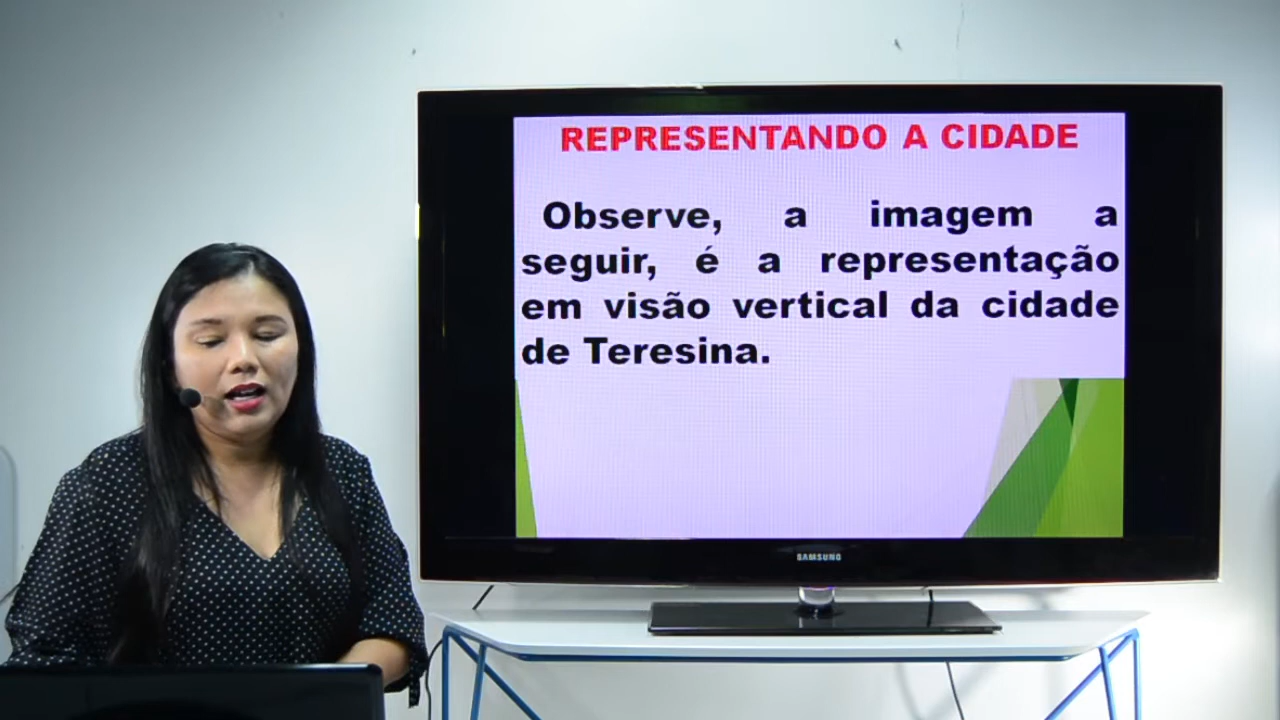 REPRESENTANDO A CIDADE
Observe, a imagem a
seguir, é a representação
em visão vertical da cidade
de Teresina.
SAMSUNG